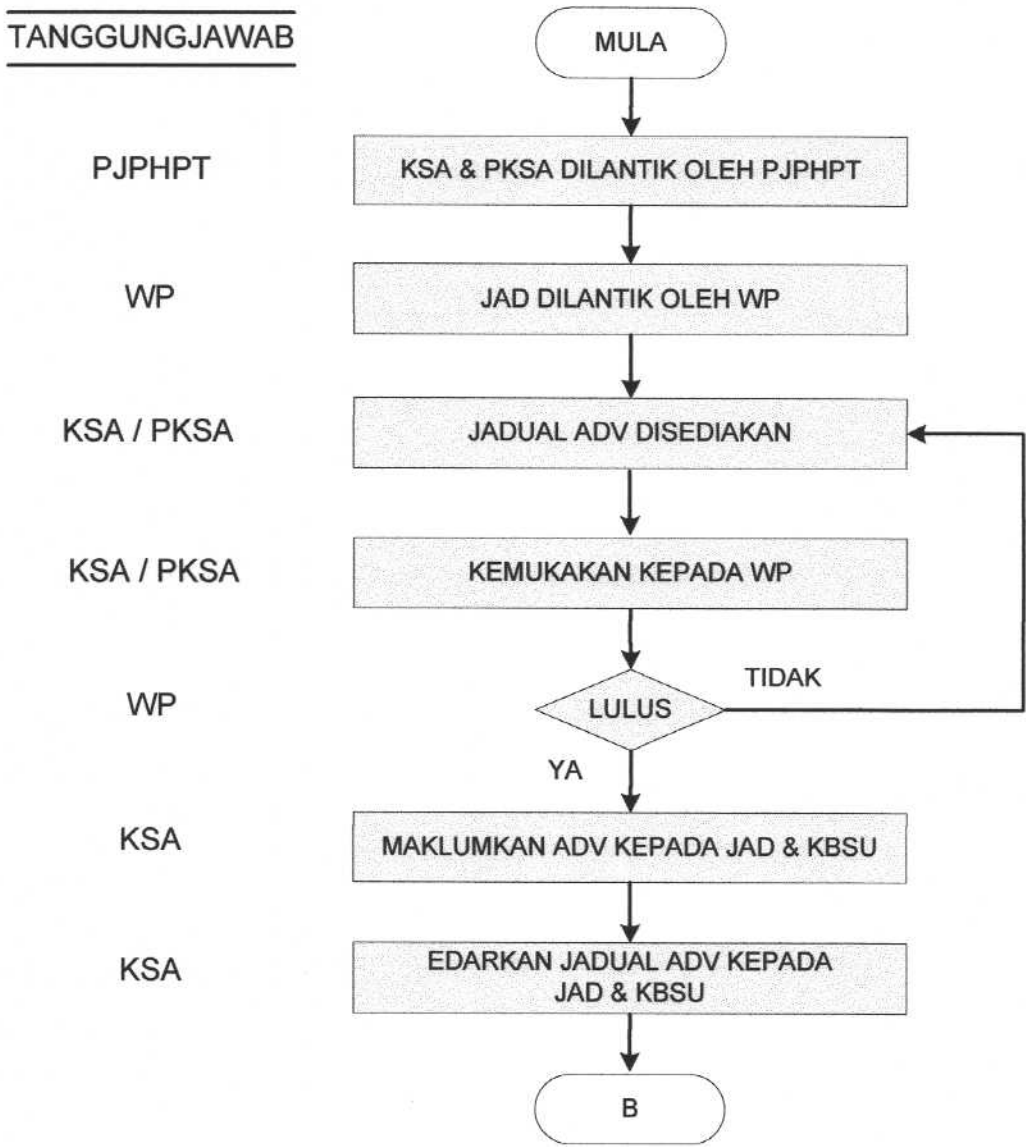 TANGGUNGJAWAB
MULA
PJPHPT
KSA & PKSA DILANTIK OLEH PJPHPT
WP
JAD DILANTIK OLEH WP
KSA / PKSA
JADUAL ADV DISEDIAKAN
KSA / PKSA
KEMUKAKAN KEPADA WP
TIDAK
WP
LULUS
YA
KSA
MAKLUMKAN ADV KEPADA JAD & KBSU
KSA
EDARKAN JADUAL ADV KEPADA
JAD & KBSU
B